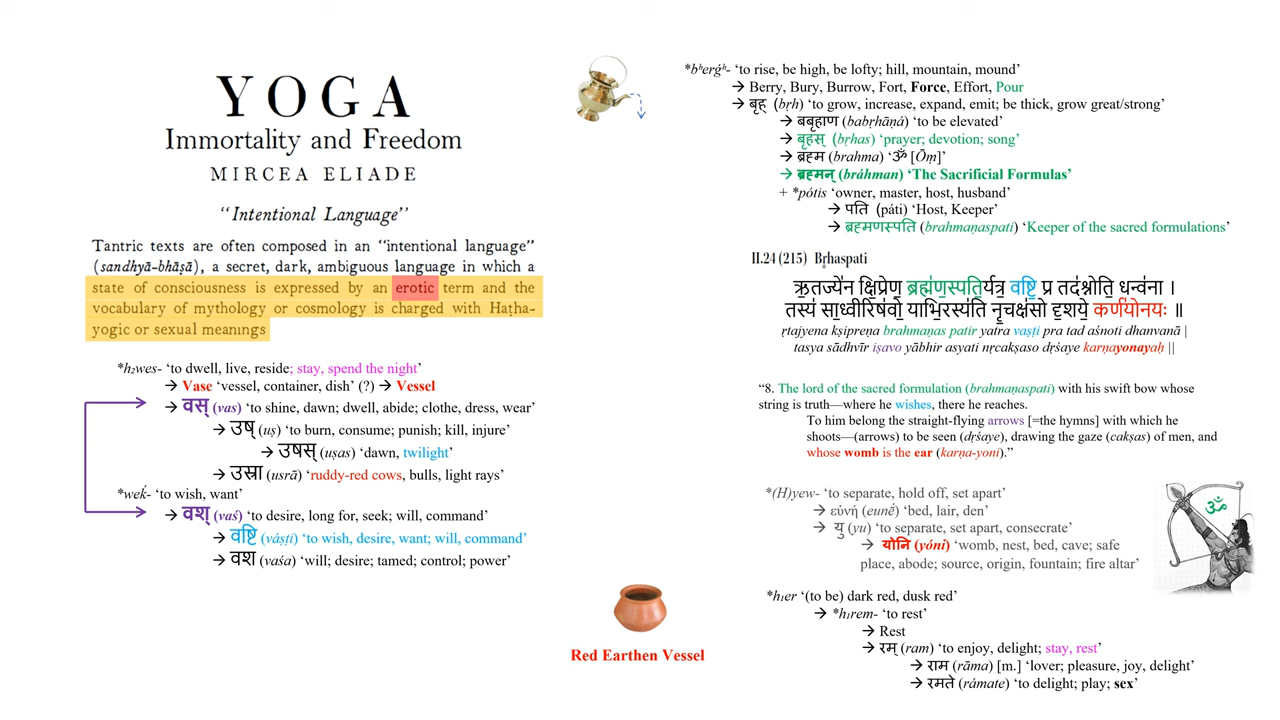 YOGA
Immortality and Freedom
MIRCEA ELIADE
"Intentional Language"
Tantric texts are often composed in an "intentional language"
(sandhyā-bhāṣā), a secret, dark, ambiguous language in which a
state of consciousness is expressed by an erotic term and the
vocabulary of mythology or cosmology is charged with Haṭha-
yogic or sexual meanings
*h₂wes- ‘to dwell, live, reside; stay, spend the night’
→ Vase ‘vessel, container, dish’ (?) → Vessel
→ वस् (vas) ‘to shine, dawn; dwell, abide; clothe, dress, wear’
→ उष् (uṣ) ‘to burn, consume; punish; kill, injure’
→ उषस् (uṣas) ‘dawn, twilight’
→ उस्रा (usrā) ‘ruddy-red cows, bulls, light rays’
*weḱ- ‘to wish, want’
→ वश् (vaś) ‘to desire, long for, seek; will, command’
→ वष्टि (váṣṭi) ‘to wish, desire, want; will, command’
→ वश (vaśa) ‘will; desire; tamed; control; power’
Red Earthen Vessel
*bʰerǵʰ- ‘to rise, be high, be lofty; hill, mountain, mound’
→ Berry, Bury, Burrow, Fort, Force, Effort, Pour
→ बृह् (bṛh) ‘to grow, increase, expand, emit; be thick, grow great/strong’
→ बबृहाण (babṛhāṇá) ‘to be elevated’
→ बृहस् (bṛhas) ‘prayer; devotion; song’
→ ब्रह्म (brahma) ‘ॐ [Ōṃ]’
→ ब्रह्मन् (bráhman) ‘The Sacrificial Formulas’
+ *pótis ‘owner, master, host, husband’
→ पति (páti) ‘Host, Keeper’
→ ब्रह्मणस्पति (brahmaṇaspati) ‘Keeper of the sacred formulations’
II.24 (215) Br̥haspati
ऋ॒तज्ये॑न क्षि॒प्रेण॒ ब्रह्म॑ण॒स्पति॒र्यत्र॒ वष्टि॒ प्र तद॑श्नोति॒ धन्व॑ना ।
तस्य॑ सा॒ध्वीरिष॑वो॒ याभि॒रस्य॑ति नृ॒चक्ष॑सो दृ॒शये॒ कर्ण॑योनयः ॥
ṛtajyena kṣipreṇa brahmaṇas patir yatra vaṣṭi pra tad aśnoti dhanvanā |
tasya sādhvīr iṣavo yābhir asyati nṛcakṣaso dṛśaye karṇayonayaḥ ||
“8. The lord of the sacred formulation (brahmaṇaspati) with his swift bow whose
string is truth—where he wishes, there he reaches.
To him belong the straight-flying arrows [=the hymns] with which he
shoots—(arrows) to be seen (dṛśaye), drawing the gaze (cakṣas) of men, and
whose womb is the ear (karṇa-yoni).”
*(H)yew- ‘to separate, hold off, set apart’
→ εὐνή (eunḗ) ‘bed, lair, den’
→ यु (yu) ‘to separate, set apart, consecrate’
→ योनि (yóni) ‘womb, nest, bed, cave; safe
place, abode; source, origin, fountain; fire altar’
ॐ
*h₁er ‘(to be) dark red, dusk red’
→ *h₁rem- ‘to rest’
→ Rest
→ रम् (ram) ‘to enjoy, delight; stay, rest’
→ राम (rāma) [m.] ‘lover; pleasure, joy, delight’
→ रमते (rámate) ‘to delight; play; sex’